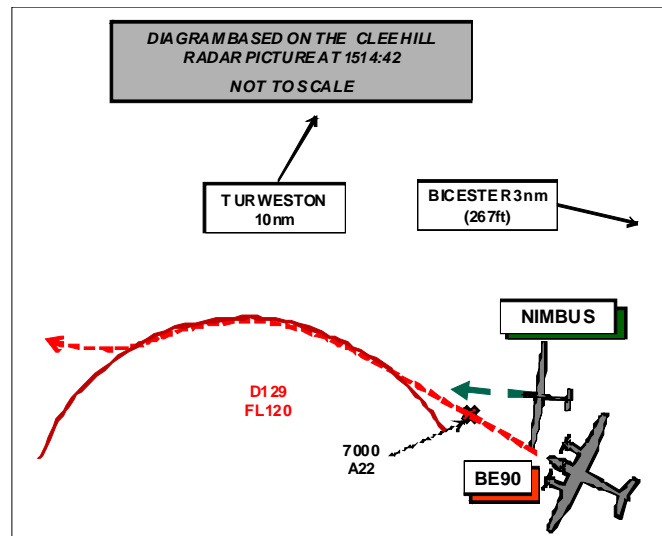 DIAGRAM BASED ON THE CLEE HILL
RADAR PICTURE AT 1514:42
NOT TO SCALE
TURWESTON
10nm
BICESTER 3nm
(267ft)
NIMBUS
D129
FL120
7000
A22
BE90